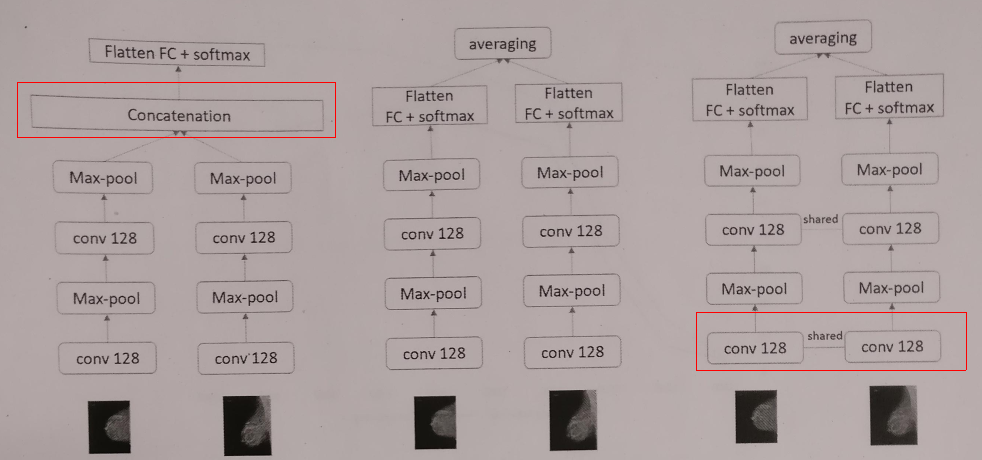 Flatten FC + softmax
Concatenation
Max-pool Max-pool
conv 128 conv 128
Max-pool Max-pool
conv 128 conv 128
averaging
Flatten
FC + softmax
Flatten
FC + softmax
Max-pool Max-pool
conv 128 conv 128
Max-pool Max-pool
conv 128 conv 128
averaging
Flatten
FC + softmax
Flatten
FC + softmax
Max-pool Max-pool
conv 128 shared conv 128
Max-pool Max-pool
conv 128 shared conv 128